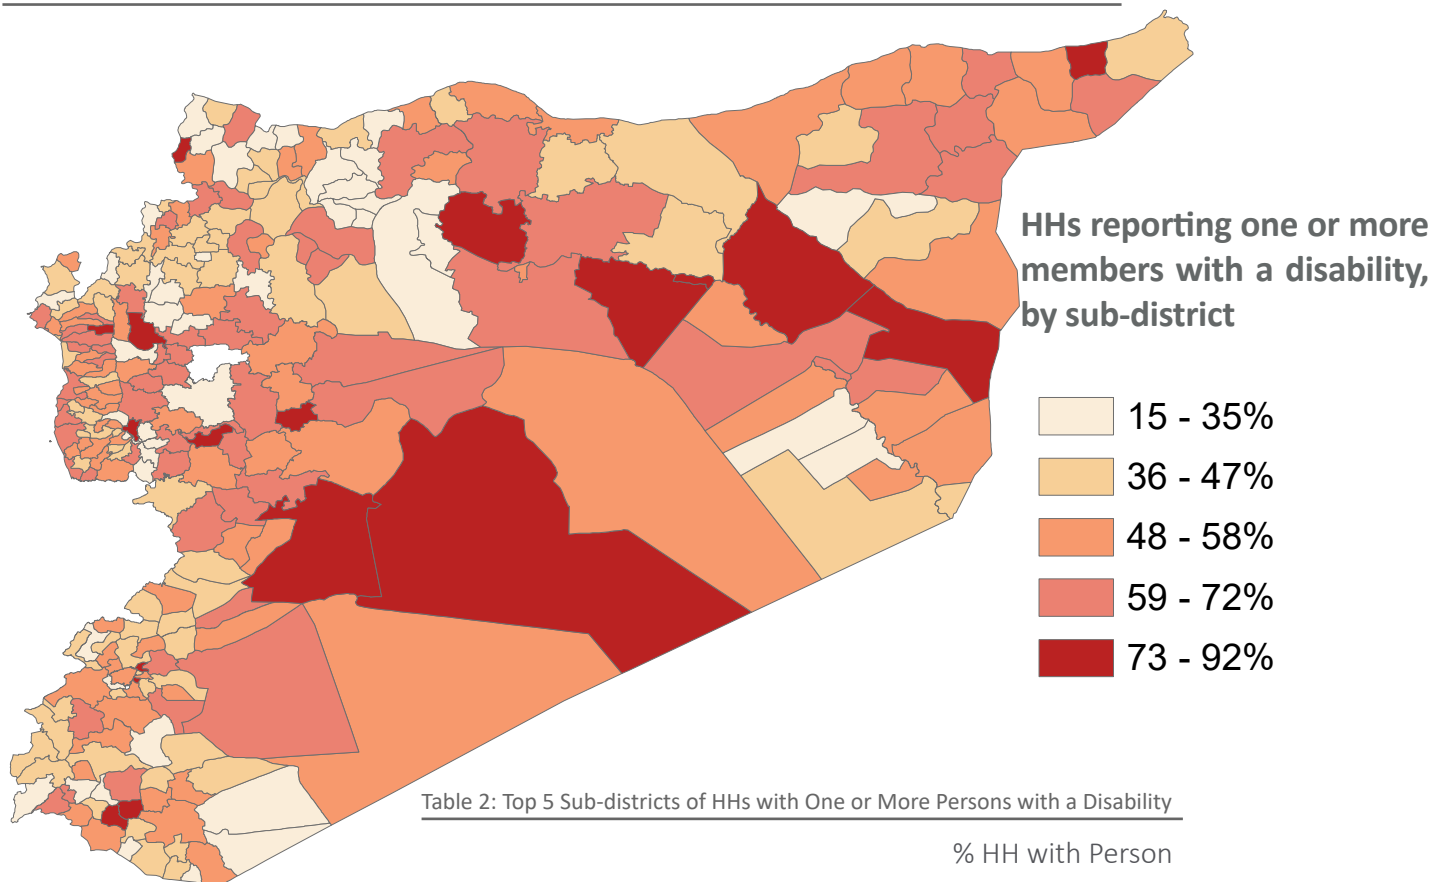 HHs reporting one or more
members with a disability,
by sub-district
15 - 35%
36 - 47%
48 - 58%
59 - 72%
73 - 92%
Table 2: Top 5 Sub-districts of HHs with One or More Persons with a Disability
% HH with Person